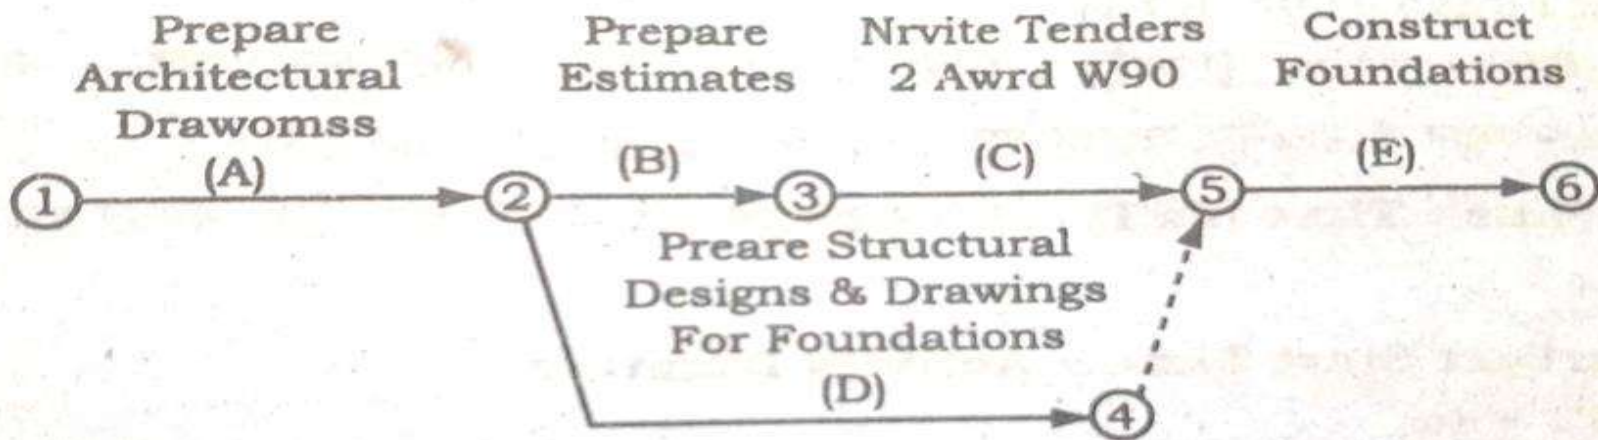 Prepare
Architectural
Drawomss
(A)
Prepare
Estimates
(B)
Nrvite Tenders
2 Awrd W90
(C)
Construct
Foundations
(E)
1
2
3
5
6
Preare Structural
Designs & Drawings
For Foundations
(D)
4